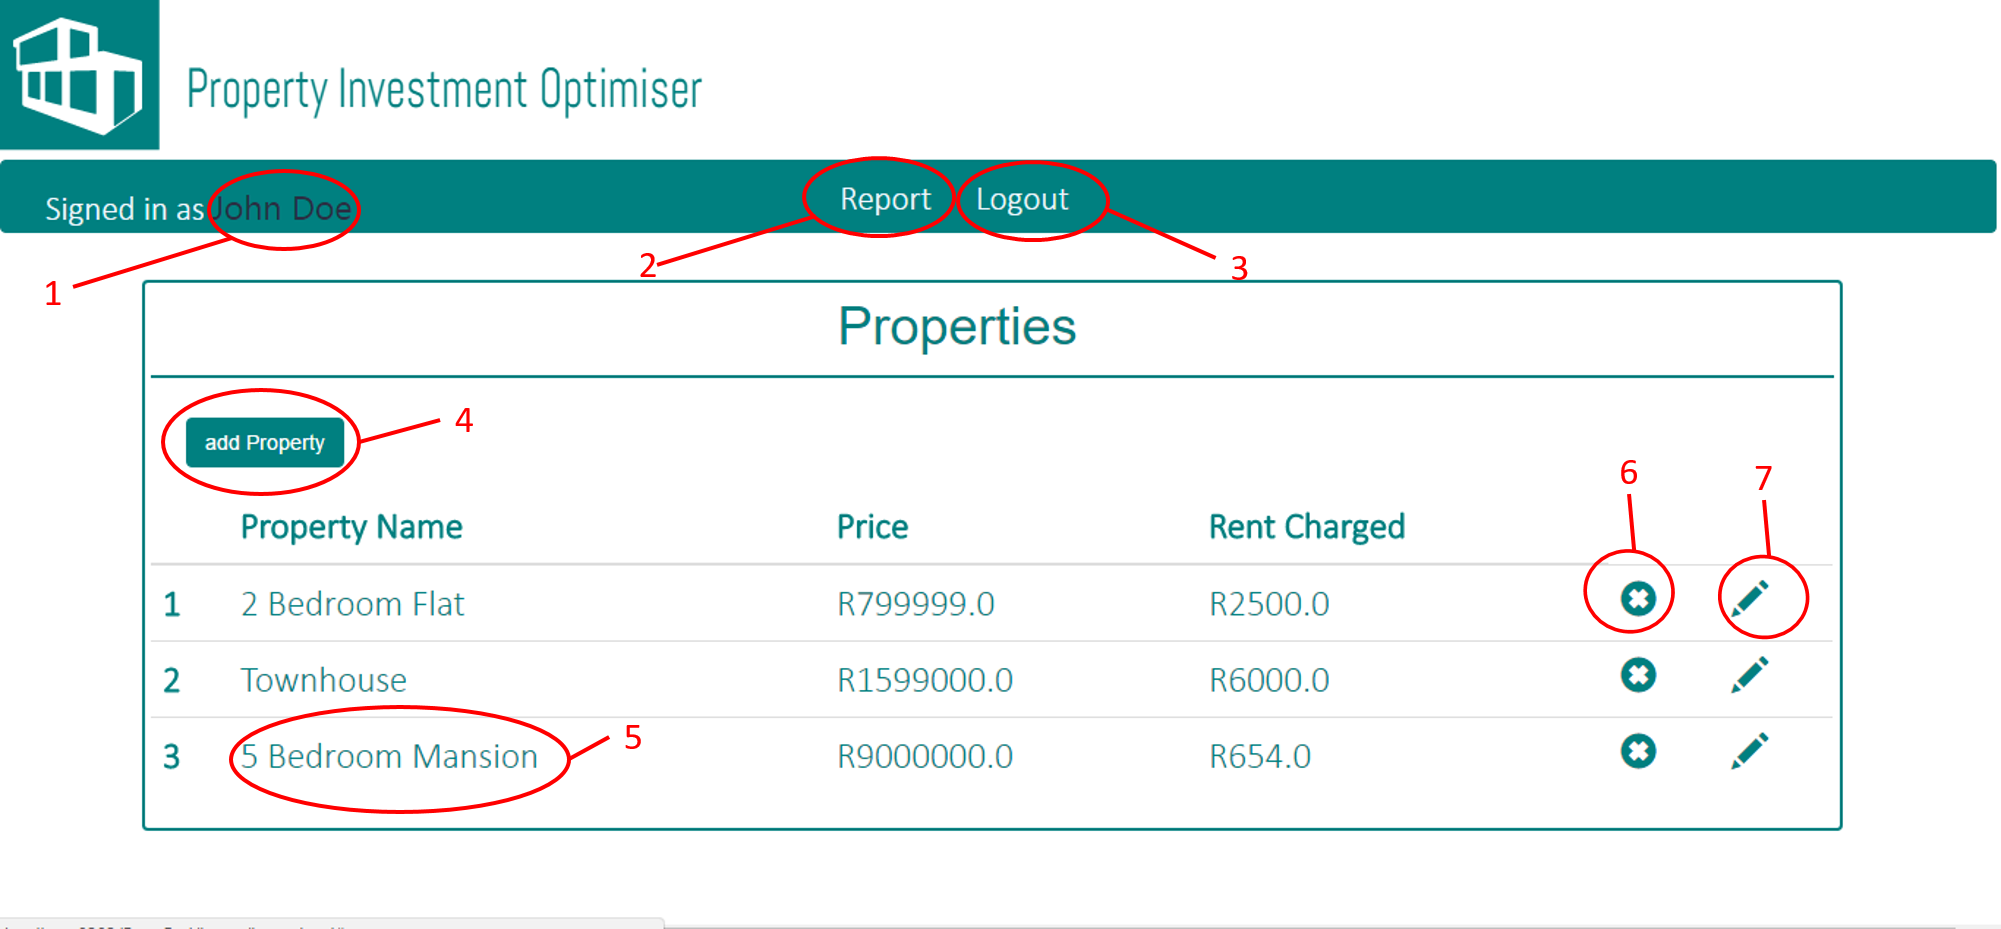 Property Investment Optimiser
Signed in as John Doe Report Logout
1 2 3
Properties
add Property 4
6 7
Property Name Price Rent Charged
1 2 Bedroom Flat R799999.0 R2500.0
2 Townhouse R1599000.0 R6000.0
3 5 Bedroom Mansion 5 R9000000.0 R654.0